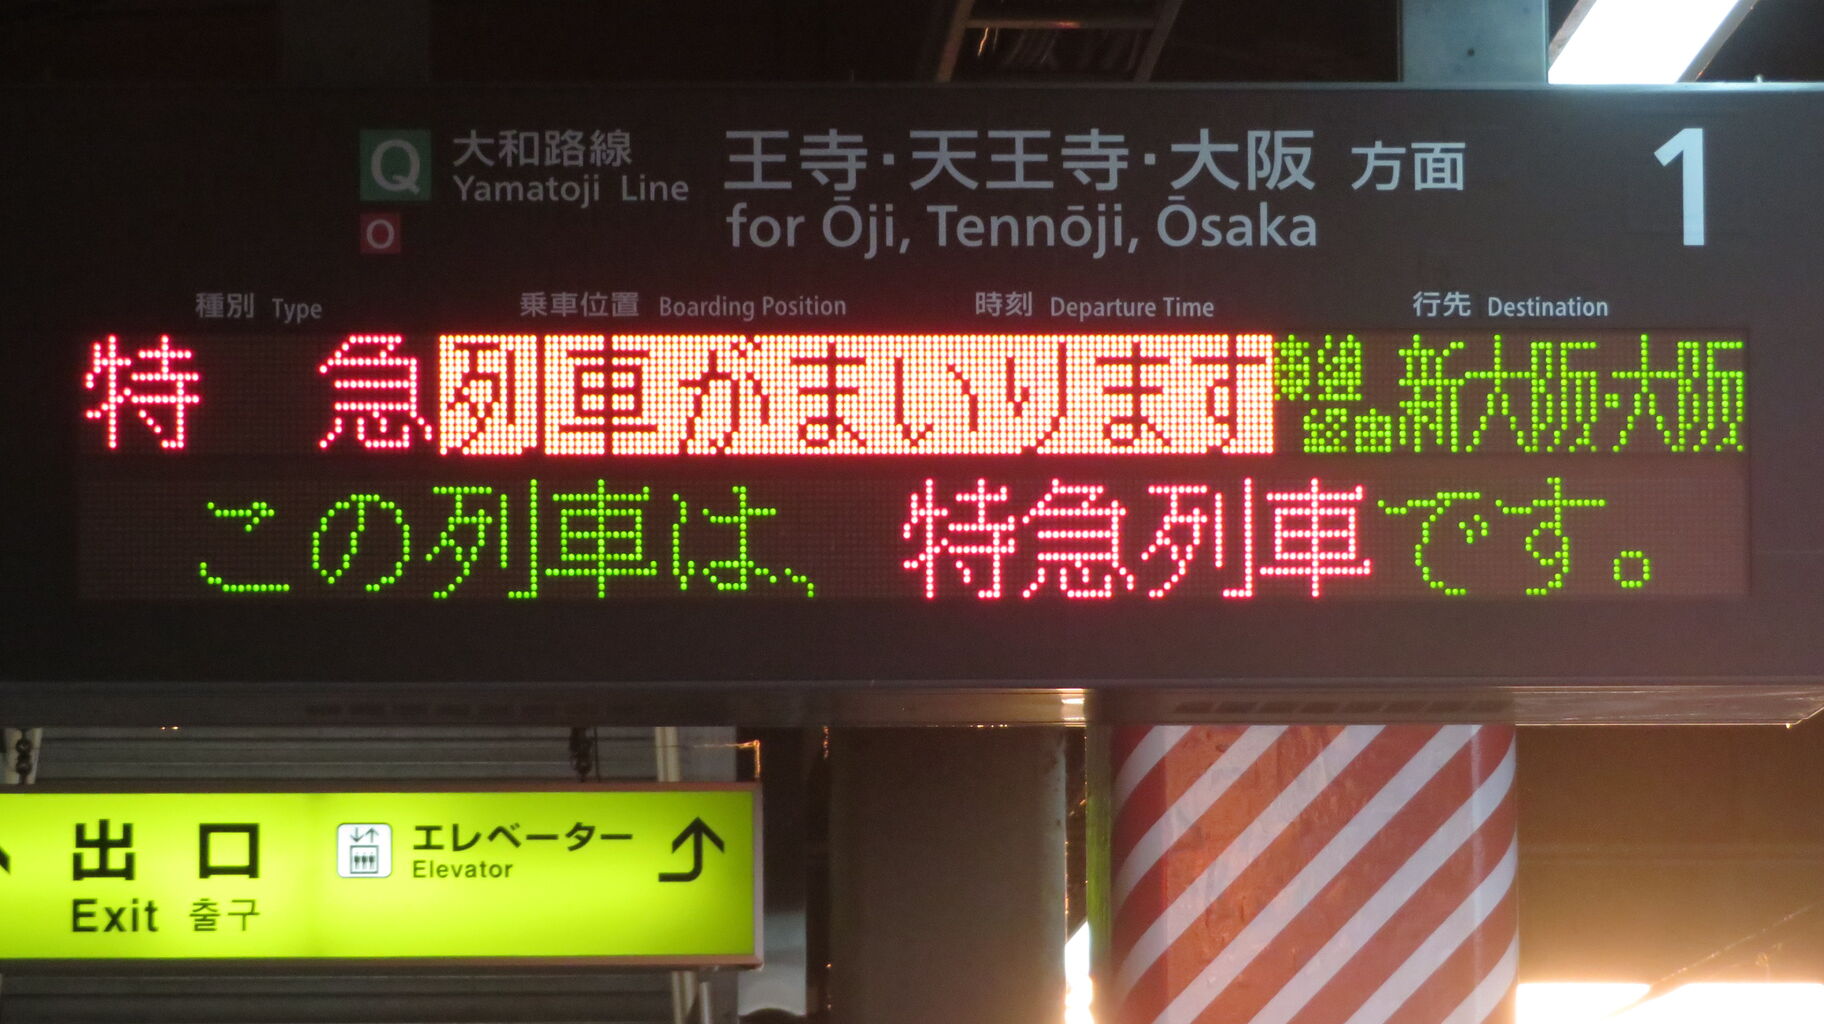 Q 大和路線 王寺・天王寺・大阪 方面 1
Yamatoji Line for Ōji, Tennōji, Ōsaka
O
種別 Type 乗車位置 Boarding Position 時刻 Departure Time 行先 Destination
特急 列車がまいります 経由 新大阪・大阪
この列車は、特急列車です。
出口 エレベーター
Elevator
Exit 출구